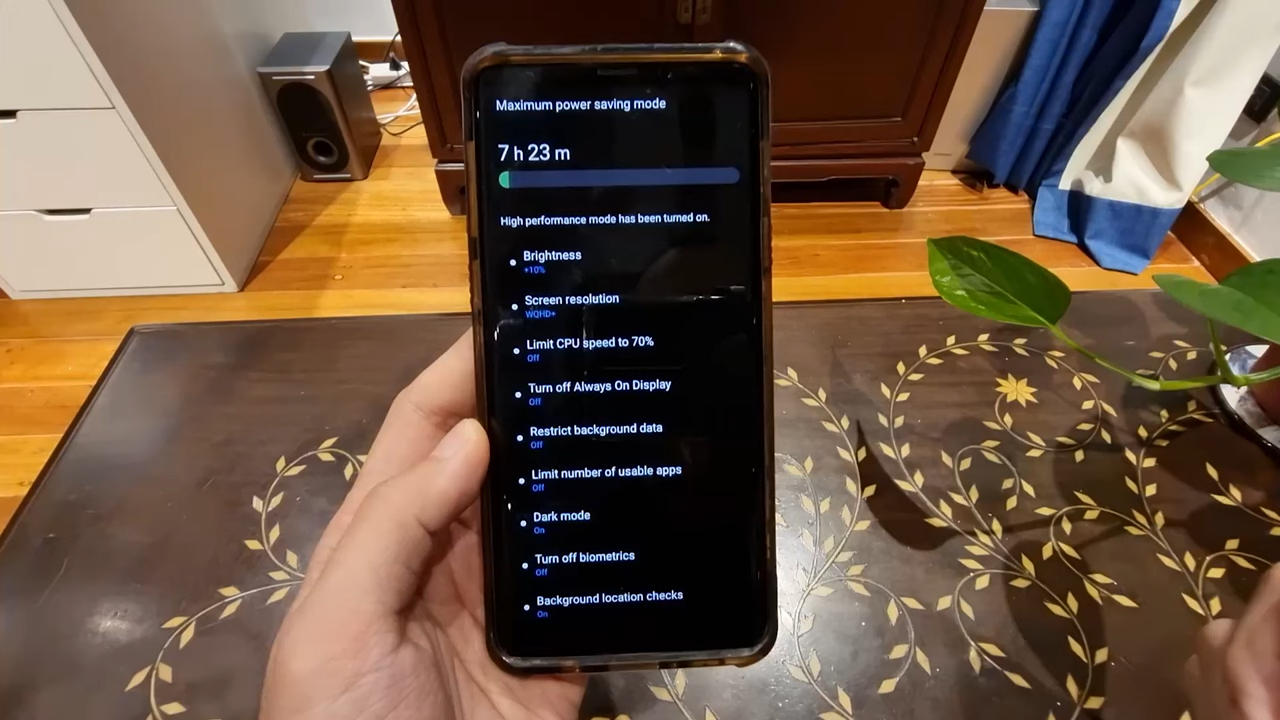 Maximum power saving mode
7 h 23 m
High performance mode has been turned on.
Brightness
+10%
Screen resolution
WQHD+
Limit CPU speed to 70%
Off
Turn off Always On Display
Off
Restrict background data
Off
Limit number of usable apps
Off
Dark mode
On
Turn off biometrics
Off
Background location checks
On